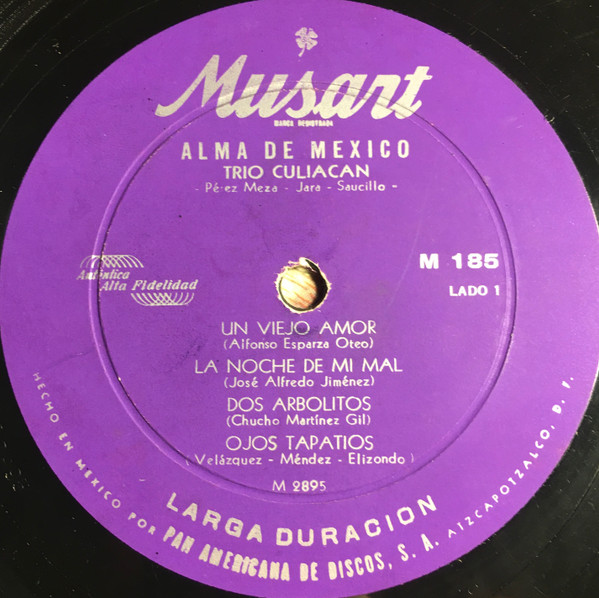 Musart
MARCA REGISTRADA
ALMA DE MEXICO
TRIO CULIACAN
- Pérez Meza - Jara - Saucillo -
M 185
LADO 1
Auténtica
Alta Fidelidad
UN VIEJO AMOR
(Alfonso Esparza Oteo)
LA NOCHE DE MI MAL
(José Alfredo Jiménez)
DOS ARBOLITOS
(Chucho Martínez Gil)
OJOS TAPATIOS
(Velázquez - Méndez - Elizondo)
M 2895
LARGA DURACION
HECHO EN MEXICO POR PAN AMERICANA DE DISCOS, S. A. ATZCAPOTZALCO, D. F.